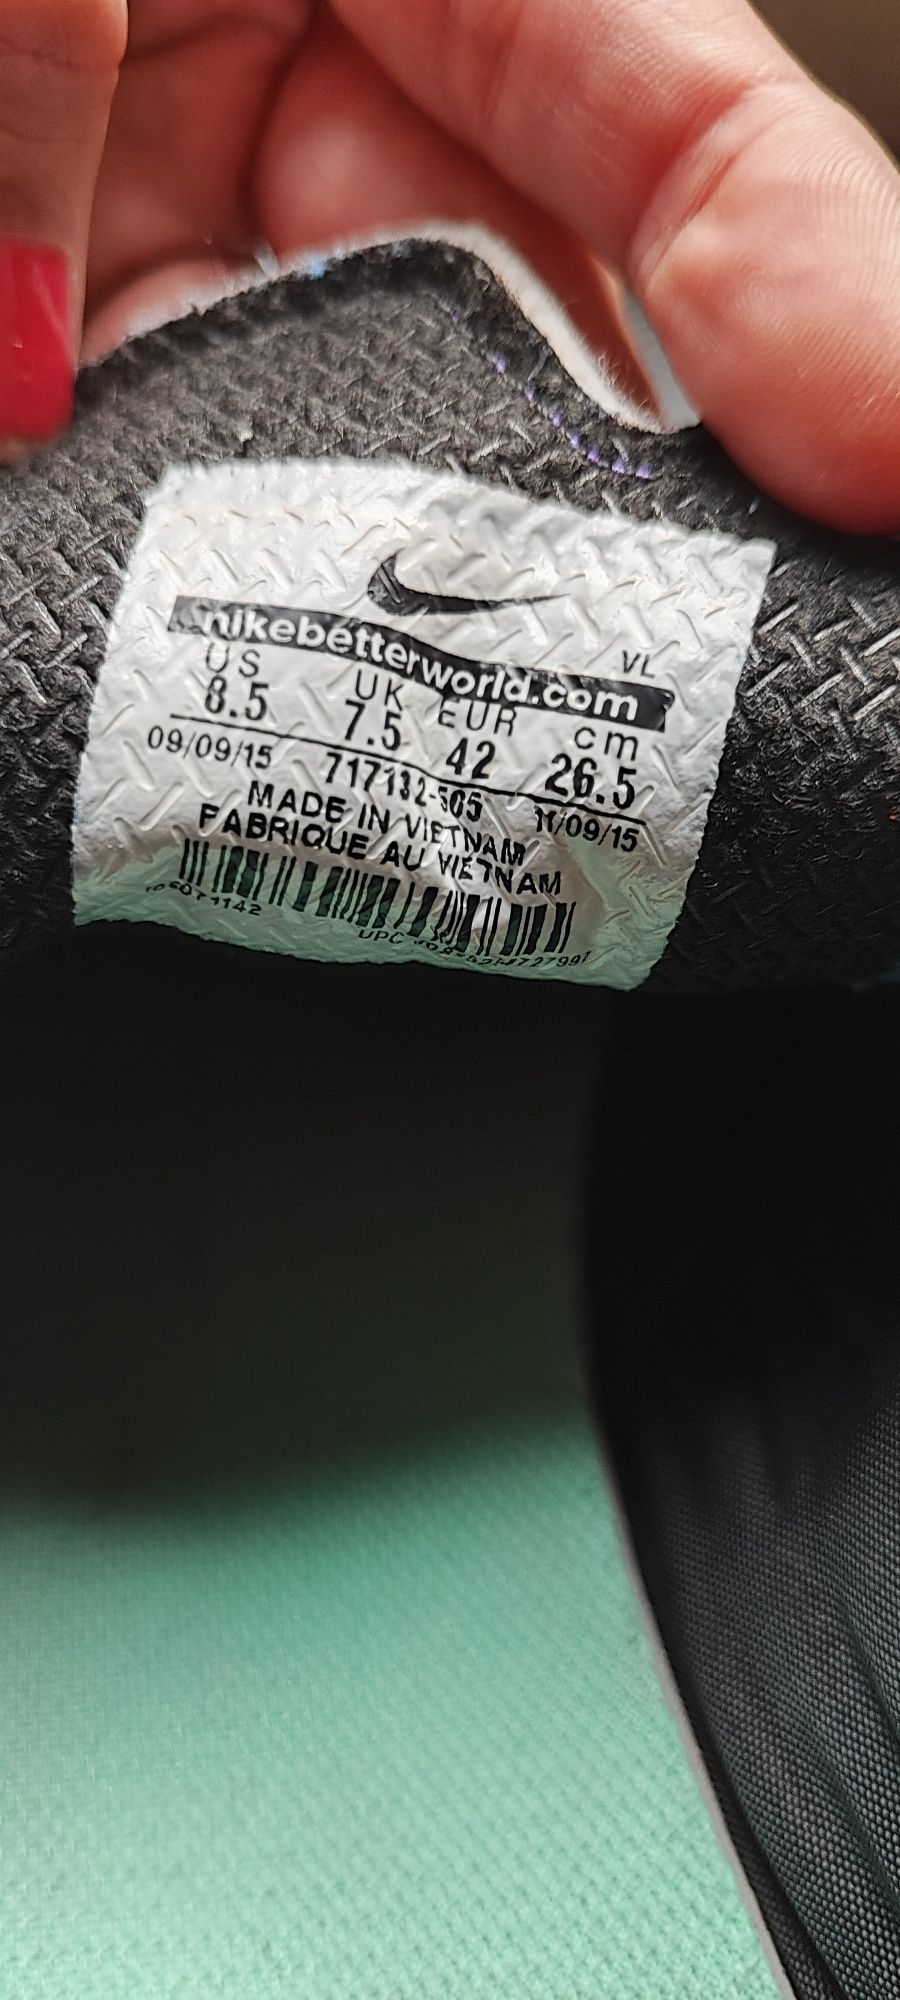 nikebetterworld.com
VL
US UK EUR cm
8.5 7.5 42 26.5
09/09/15 717132-505 11/09/15
MADE IN VIETNAM
FABRIQUE AU VIETNAM
UPC